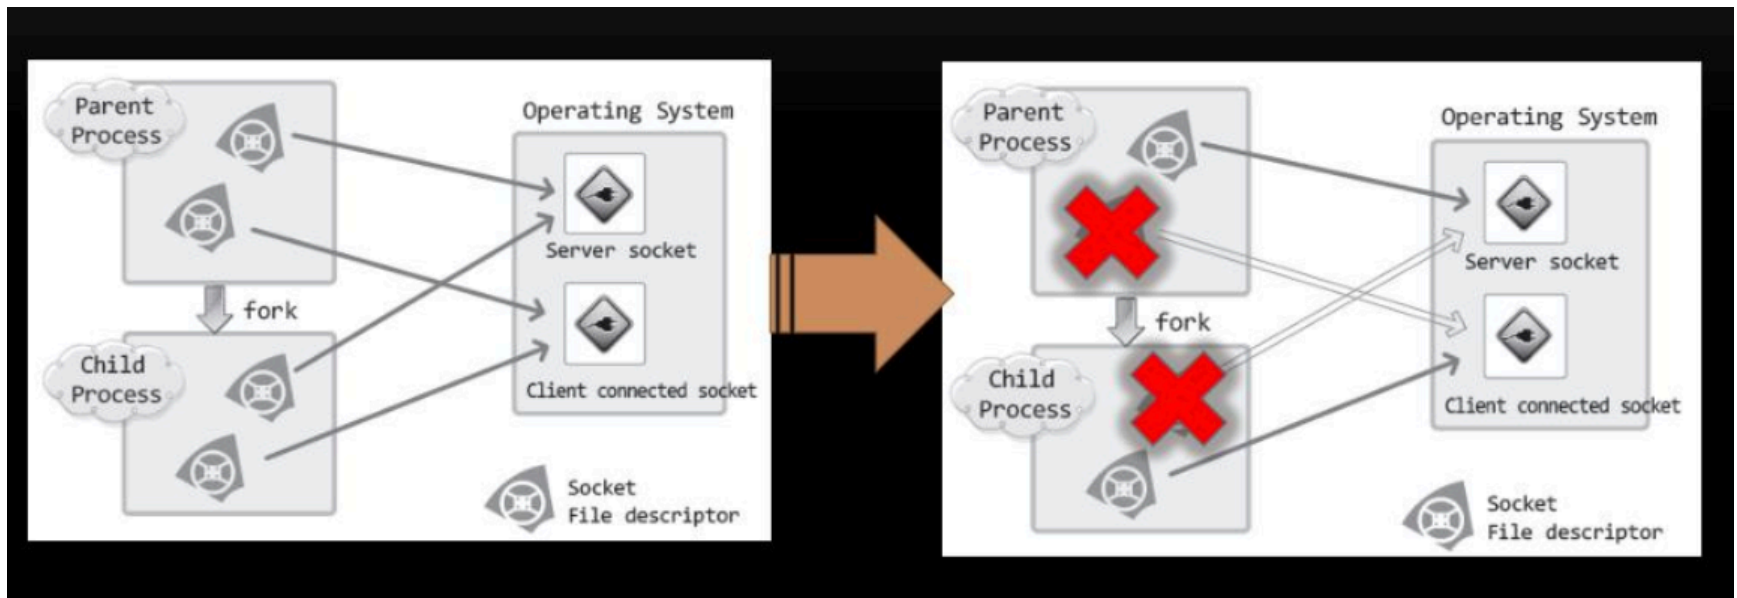 Parent
Process
Operating System
Server socket
fork
Child
Process
Client connected socket
Socket
File descriptor
Parent
Process
Operating System
Server socket
fork
Child
Process
Client connected socket
Socket
File descriptor